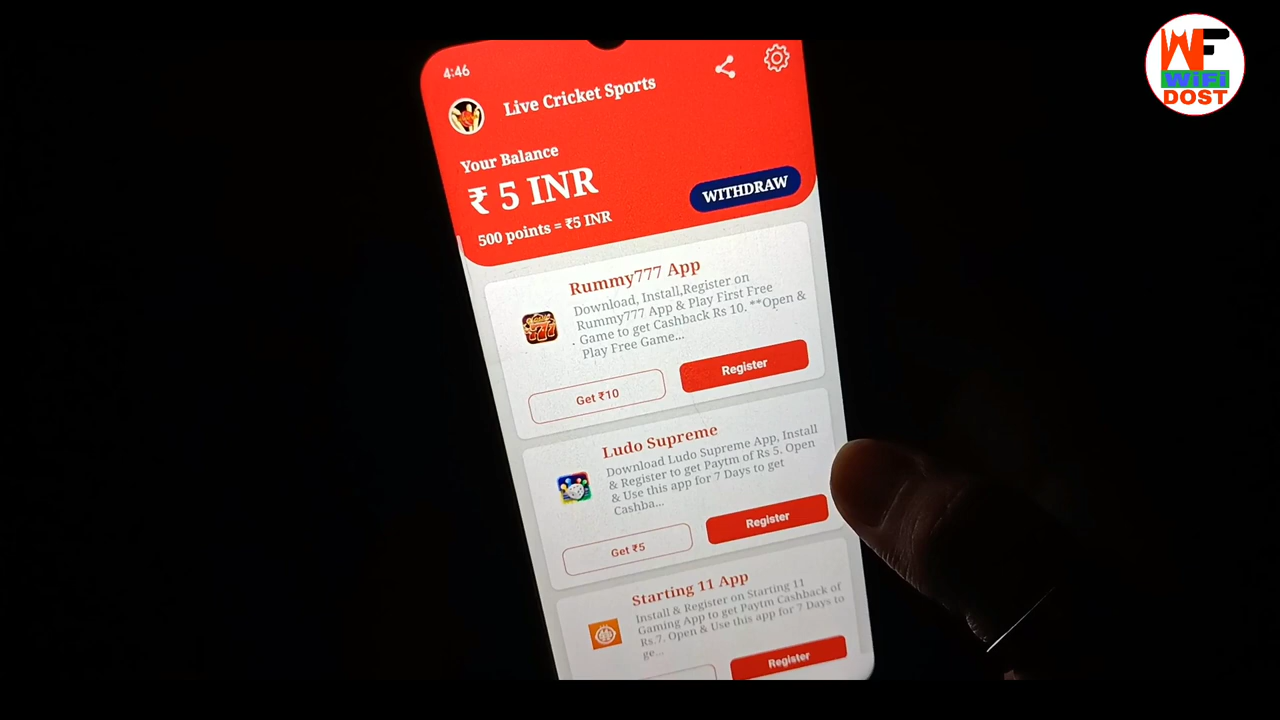 WF
WiFi
DOST
4:46
Live Cricket Sports
Your Balance
₹ 5 INR
WITHDRAW
500 points = ₹5 INR
Rummy777 App
Download, Install,Register on
Rummy777 App & Play First Free
Game to get Cashback Rs 10. **Open &
Play Free Game...
777
Get ₹10
Register
Ludo Supreme
Download Ludo Supreme App, Install
& Register to get Paytm of Rs 5. Open
& Use this app for 7 Days to get
Cashba...
Get ₹5
Register
Starting 11 App
Install & Register on Starting 11
Gaming App to get Paytm Cashback of
Rs.7. Open & Use this app for 7 Days to
ge...
Register